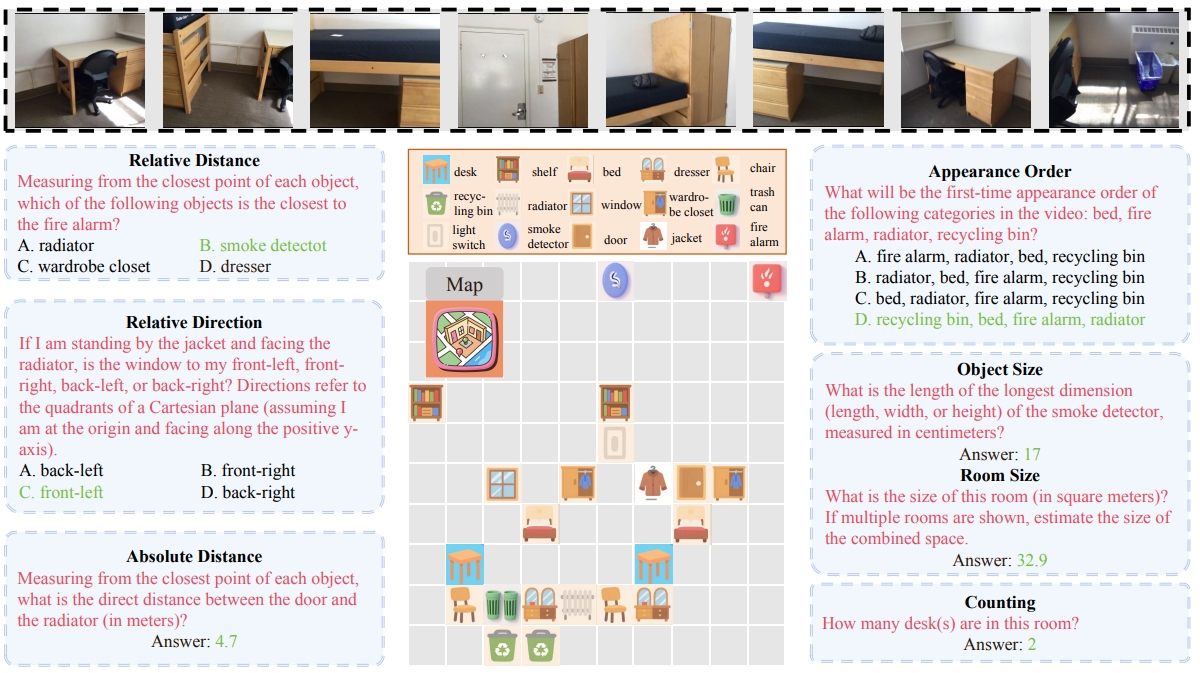 Relative Distance
Measuring from the closest point of each object,
which of the following objects is the closest to
the fire alarm?
A. radiator B. smoke detector
C. wardrobe closet D. dresser
Relative Direction
If I am standing by the jacket and facing the
radiator, is the window to my front-left, front-
right, back-left, or back-right? Directions refer to
the quadrants of a Cartesian plane (assuming I
am at the origin and facing along the positive y-
axis).
A. back-left B. front-right
C. front-left D. back-right
Absolute Distance
Measuring from the closest point of each object,
what is the direct distance between the door and
the radiator (in meters)?
Answer: 4.7
desk shelf bed dresser chair
recyc-
ling bin radiator window wardro-
be closet trash
can
light
switch smoke
detector door jacket fire
alarm
Map
Appearance Order
What will be the first-time appearance order of
the following categories in the video: bed, fire
alarm, radiator, recycling bin?
A. fire alarm, radiator, bed, recycling bin
B. radiator, bed, fire alarm, recycling bin
C. bed, radiator, fire alarm, recycling bin
D. recycling bin, bed, fire alarm, radiator
Object Size
What is the length of the longest dimension
(length, width, or height) of the smoke detector,
measured in centimeters?
Answer: 17
Room Size
What is the size of this room (in square meters)?
If multiple rooms are shown, estimate the size of
the combined space.
Answer: 32.9
Counting
How many desk(s) are in this room?
Answer: 2